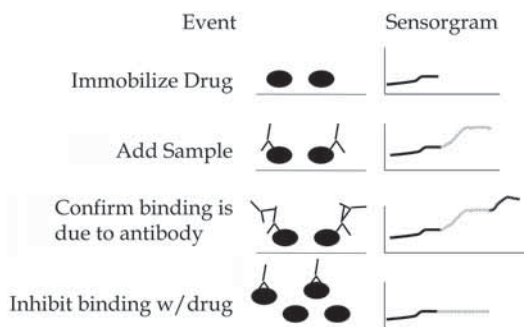 Event Sensorgram
Immobilize Drug
Add Sample
Confirm binding is
due to antibody
Inhibit binding w/drug